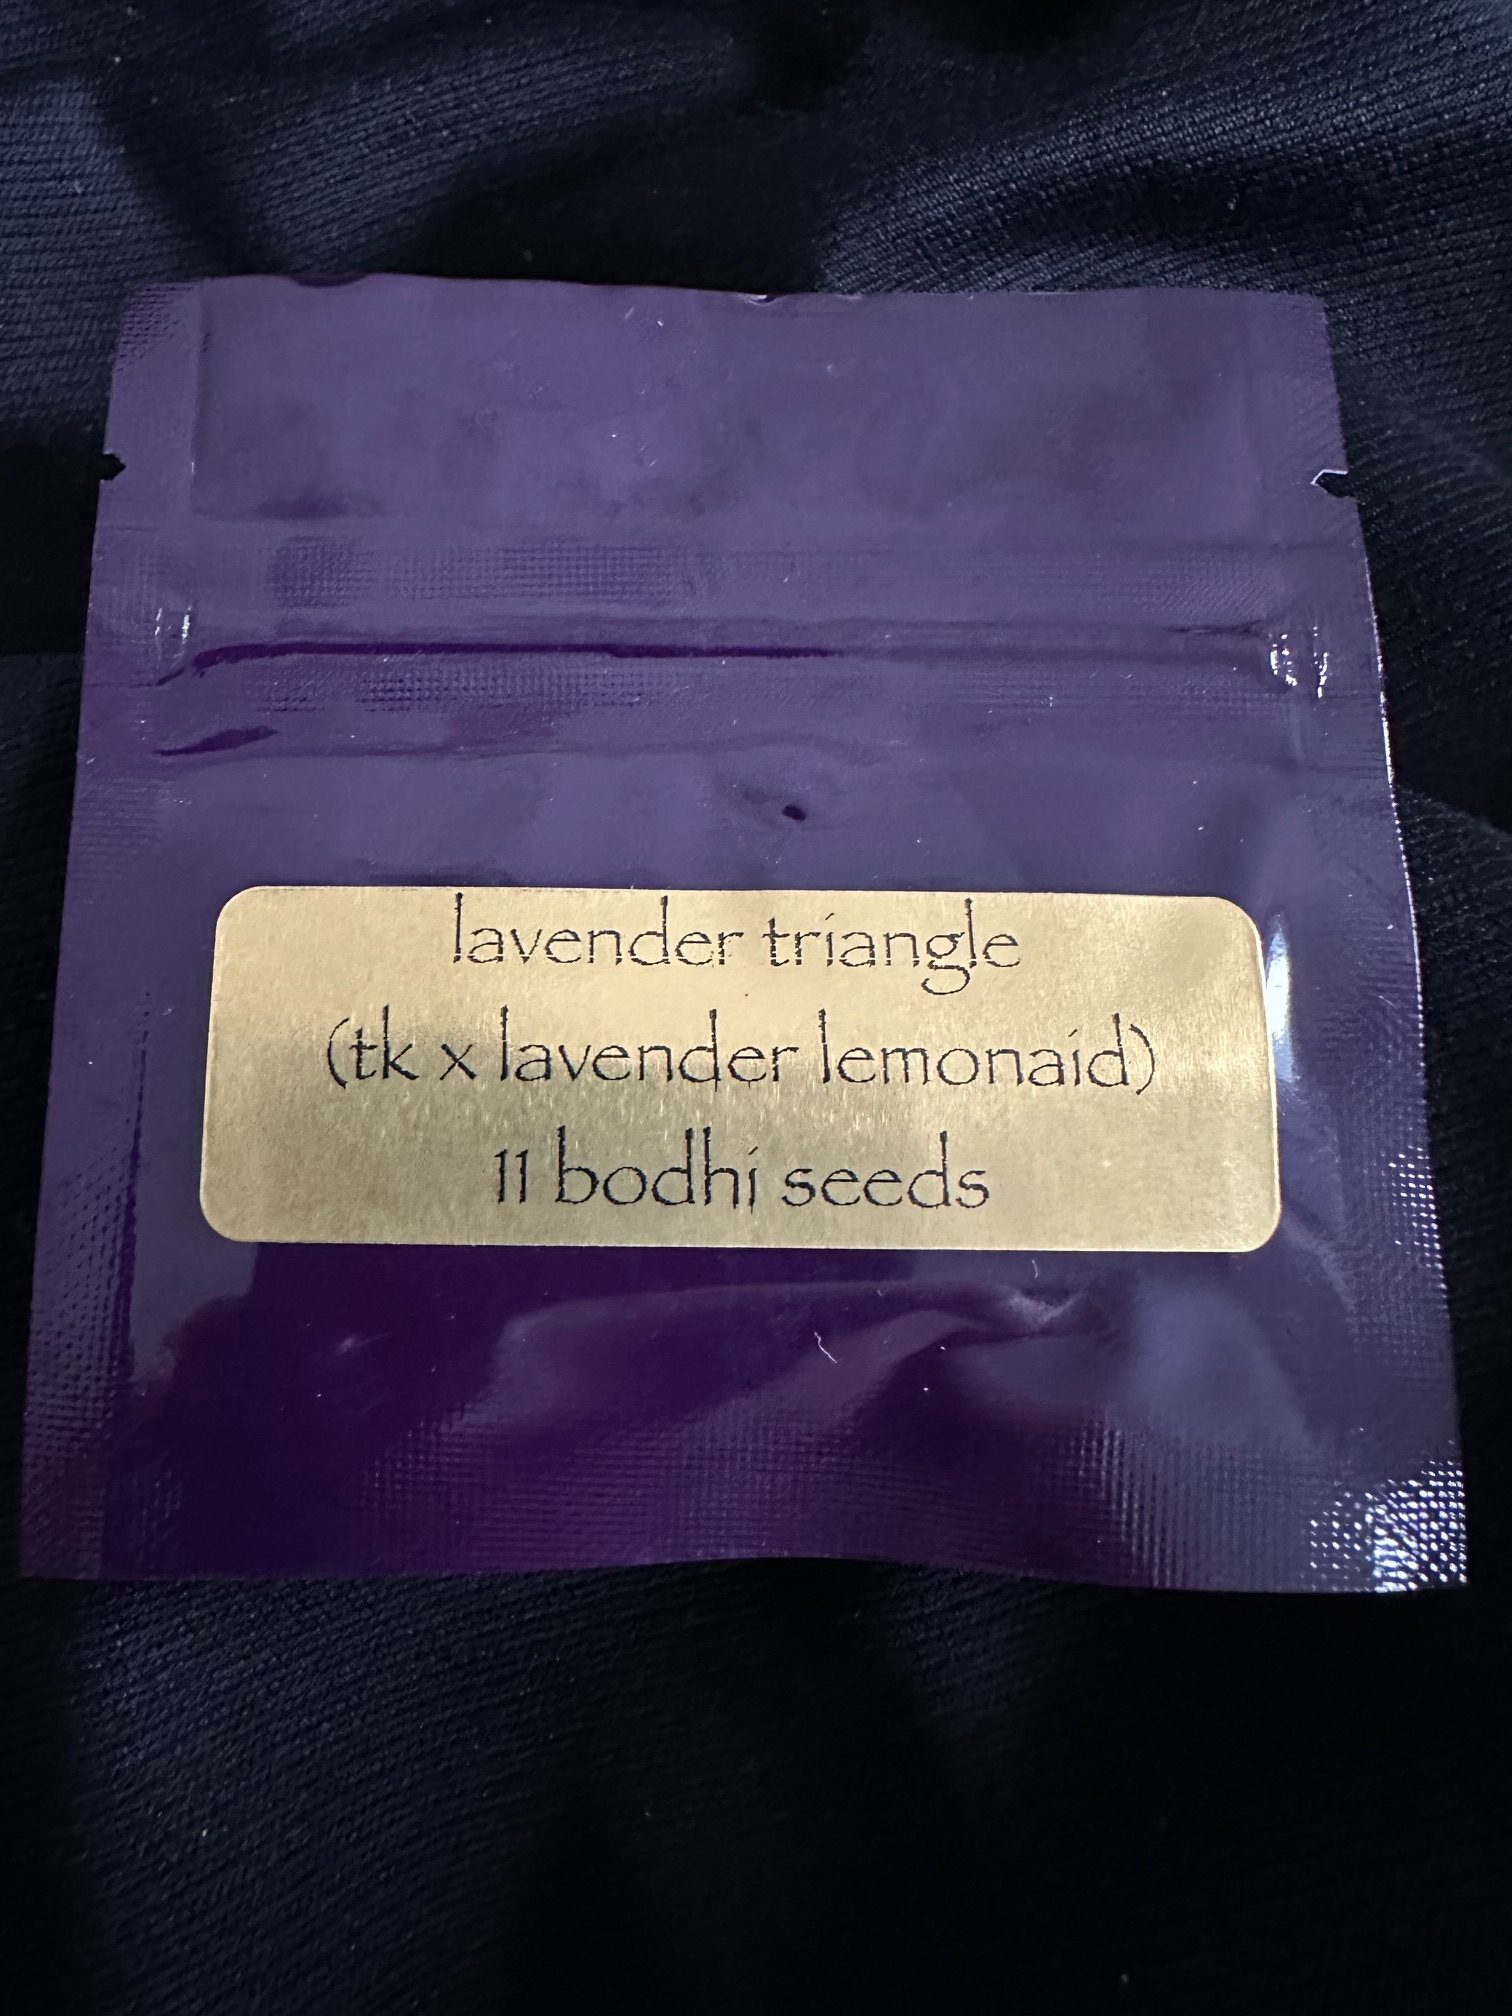 lavender triangle
(tk x lavender lemonaid)
11 bodhi seeds